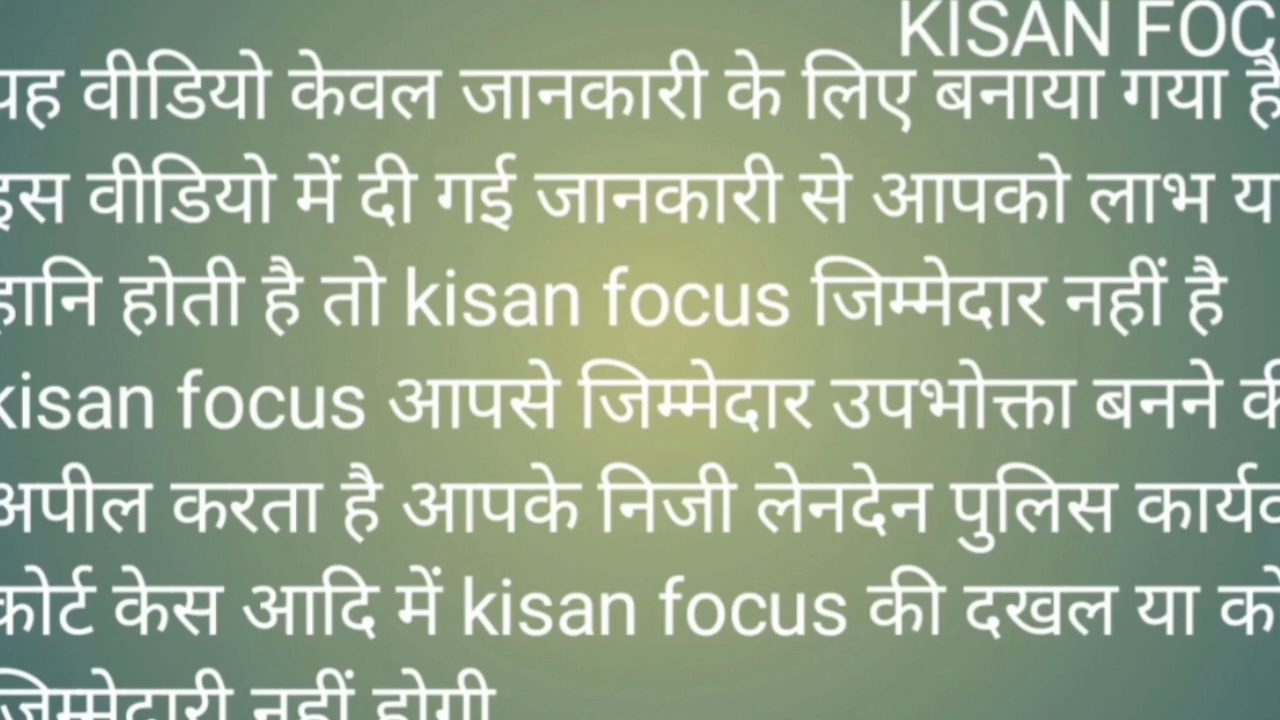 KISAN FOC
यह वीडियो केवल जानकारी के लिए बनाया गया है
इस वीडियो में दी गई जानकारी से आपको लाभ या
हानि होती है तो kisan focus जिम्मेदार नहीं है
kisan focus आपसे जिम्मेदार उपभोक्ता बनने की
अपील करता है आपके निजी लेनदेन पुलिस
कोर्ट केस आदि में kisan focus की दखल या
जिम्मेदारी नहीं होगी